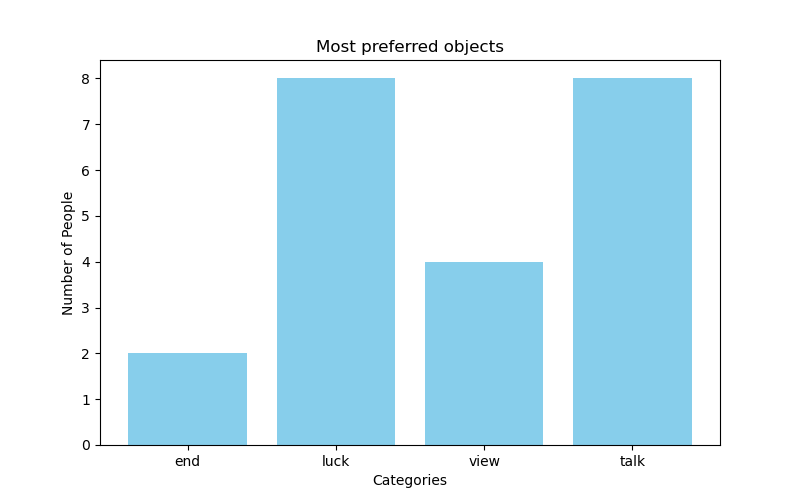 Most preferred objects
Number of People
8
7
6
5
4
3
2
1
0
end luck view talk
Categories